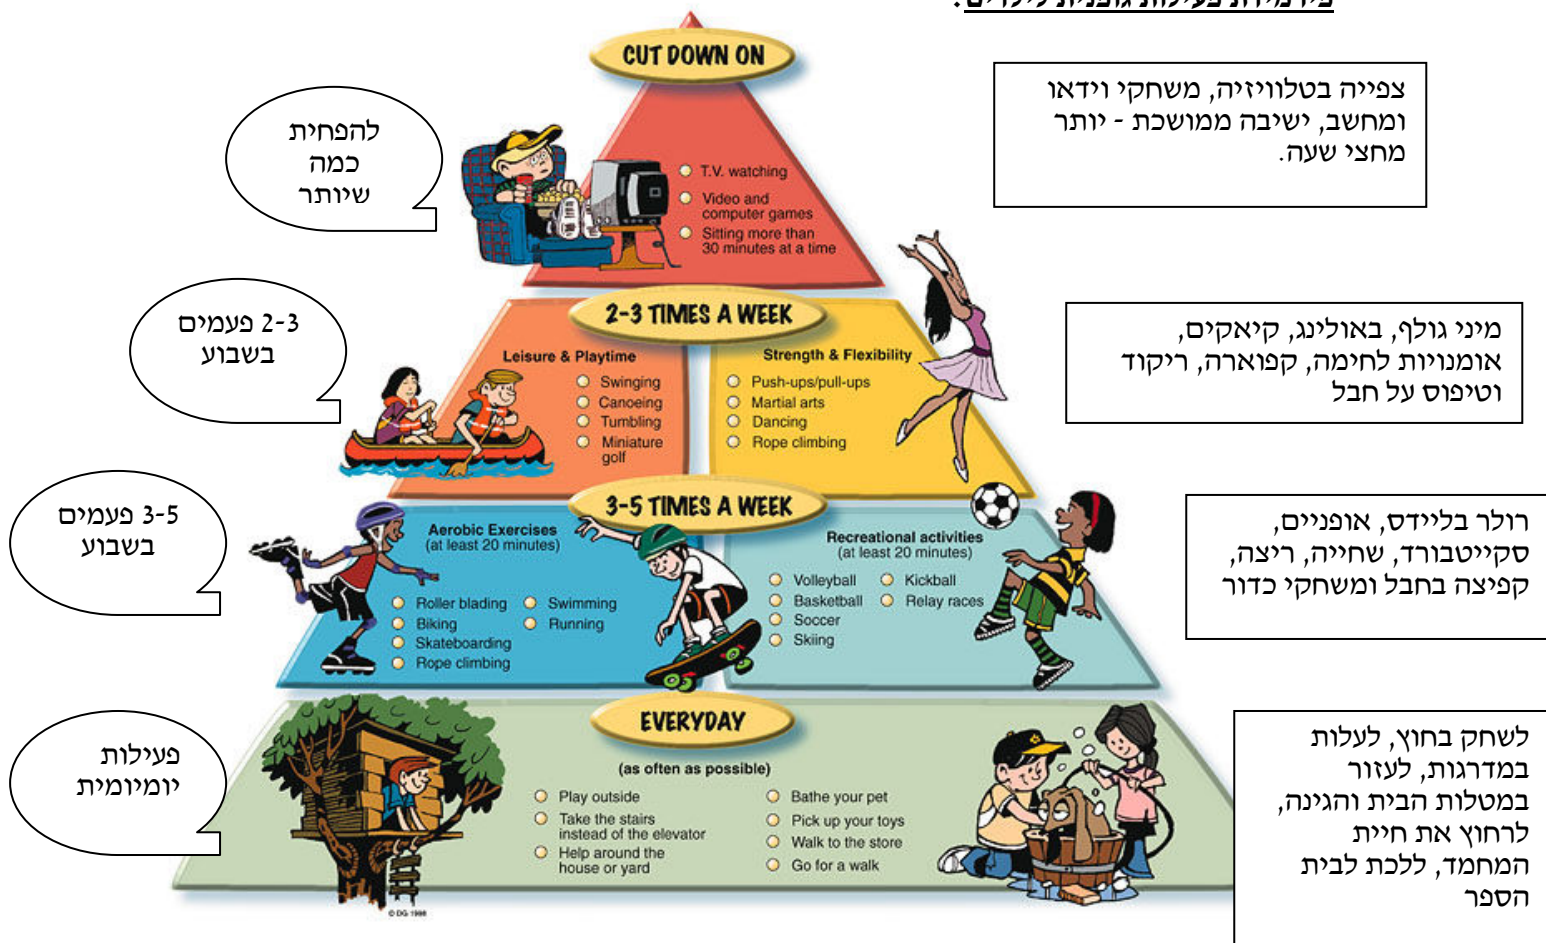 פירמידת פעילות גופנית לילדים:
CUT DOWN ON
T.V. watching
Video and
computer games
Sitting more than
30 minutes at a time
להפחית
כמה
שיותר
צפייה בטלוויזיה, משחקי וידאו
ומחשב, ישיבה ממושכת - יותר
מחצי שעה.
2-3 TIMES A WEEK
Leisure & Playtime
Swinging
Canoeing
Tumbling
Miniature
golf
Strength & Flexibility
Push-ups/pull-ups
Martial arts
Dancing
Rope climbing
2-3 פעמים
בשבוע
מיני גולף, באולינג, קיאקים,
אומנויות לחימה, קפוארה, ריקוד
וטיפוס על חבל
3-5 TIMES A WEEK
Aerobic Exercises
(at least 20 minutes)
Roller blading
Biking
Skateboarding
Rope climbing
Swimming
Running
Recreational activities
(at least 20 minutes)
Volleyball
Basketball
Soccer
Skiing
Kickball
Relay races
3-5 פעמים
בשבוע
רולר בליידס, אופניים,
סקייטבורד, שחייה, ריצה,
קפיצה בחבל ומשחקי כדור
EVERYDAY
(as often as possible)
Play outside
Take the stairs
instead of the elevator
Help around the
house or yard
Bathe your pet
Pick up your toys
Walk to the store
Go for a walk
פעילות
יומיומית
לשחק בחוץ, לעלות
במדרגות, לעזור
במטלות הבית והגינה,
לרחוץ את חיית
המחמד, ללכת לבית
הספר
© DG 1998